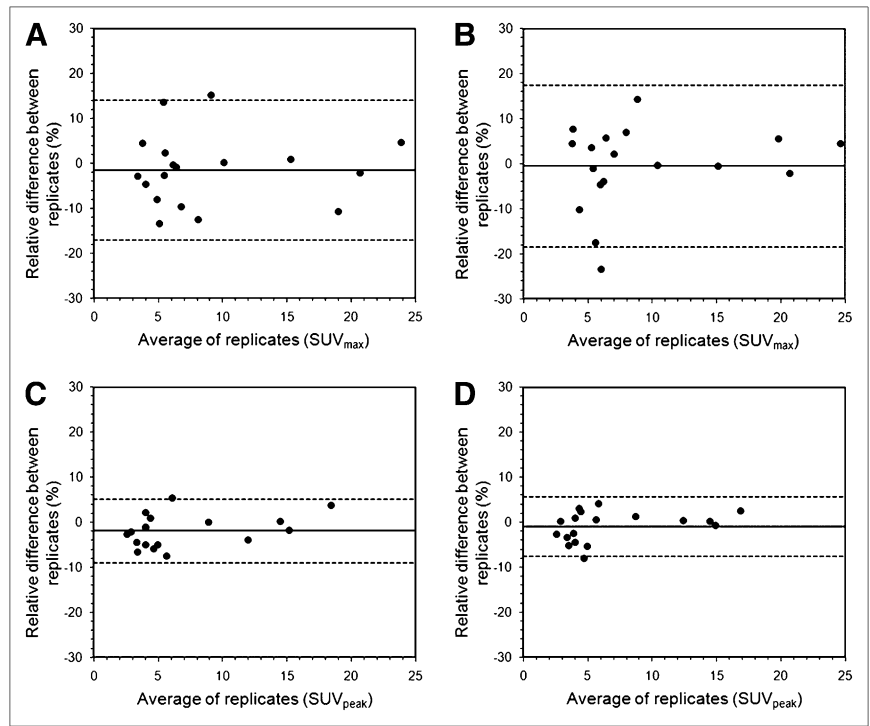 A
30
20
10
0
-10
-20
-30
Relative difference between
replicates (%)
0 5 10 15 20 25
Average of replicates (SUVmax)
B
30
20
10
0
-10
-20
-30
Relative difference between
replicates (%)
0 5 10 15 20 25
Average of replicates (SUVmax)
C
30
20
10
0
-10
-20
-30
Relative difference between
replicates (%)
0 5 10 15 20 25
Average of replicates (SUVpeak)
D
30
20
10
0
-10
-20
-30
Relative difference between
replicates (%)
0 5 10 15 20 25
Average of replicates (SUVpeak)